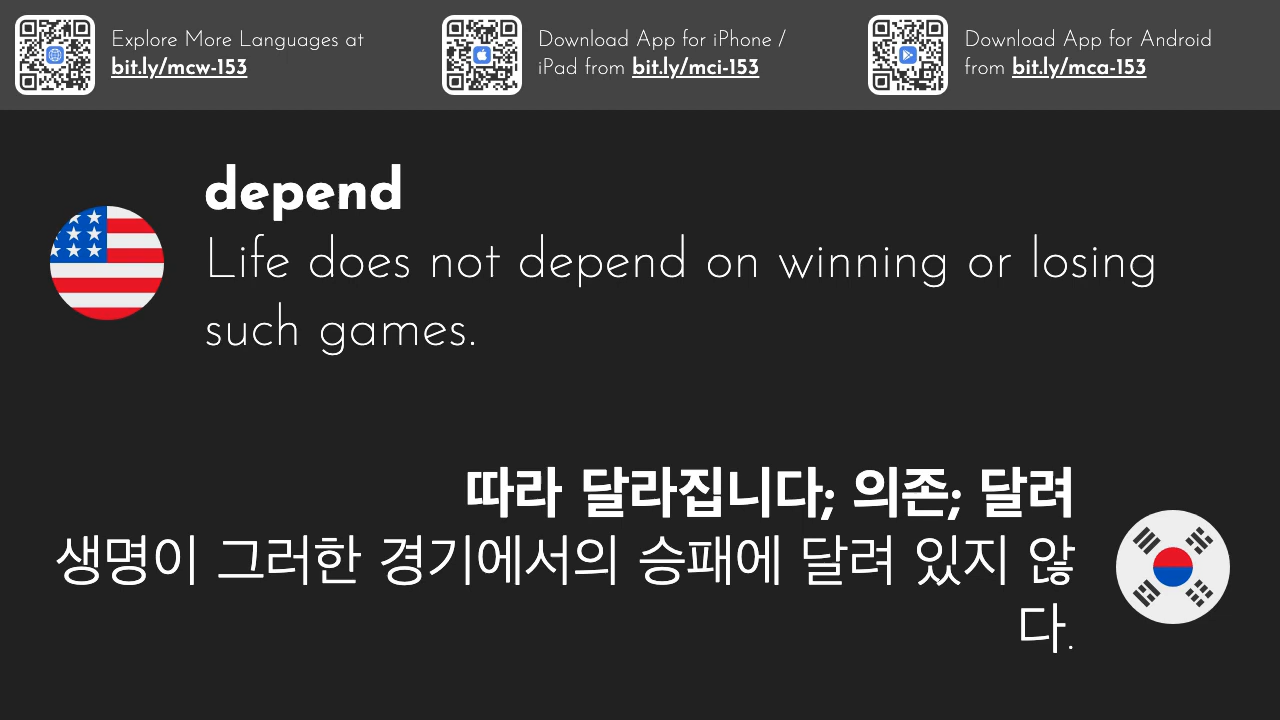 Explore More Languages at
bit.ly/mcw-153
Download App for iPhone /
iPad from bit.ly/mci-153
Download App for Android
from bit.ly/mca-153
depend
Life does not depend on winning or losing
such games.
따라 달라집니다; 의존; 달려
생명이 그러한 경기에서의 승패에 달려 있지 않
다.